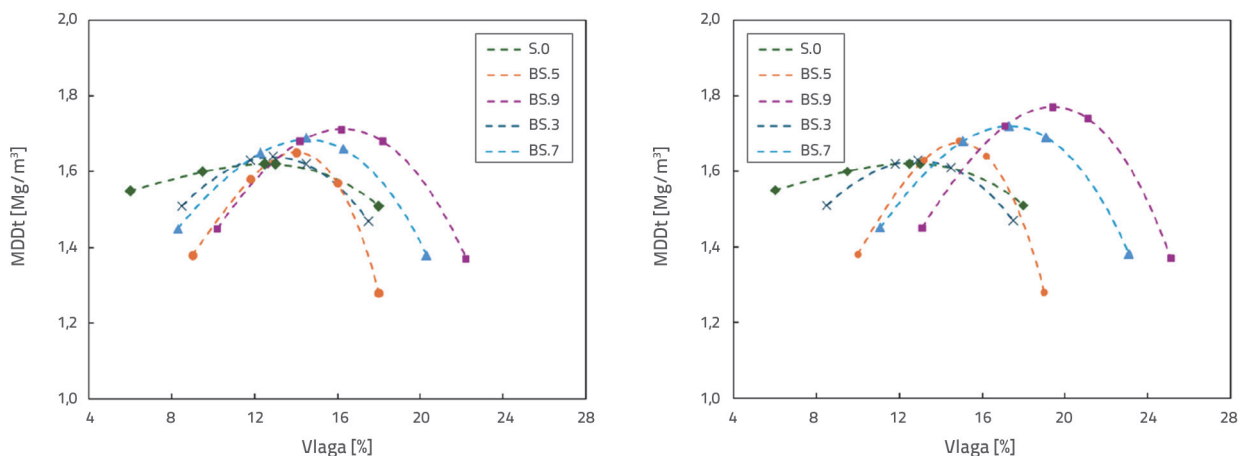 MDDt [Mg/m³]
2,0
1,8
1,6
1,4
1,2
1,0
4
8
12
16
20
24
28
Vlaga [%]
S.0
BS.5
BS.9
BS.3
BS.7
MDDt [Mg/m³]
2,0
1,8
1,6
1,4
1,2
1,0
4
8
12
16
20
24
28
Vlaga [%]
S.0
BS.5
BS.9
BS.3
BS.7